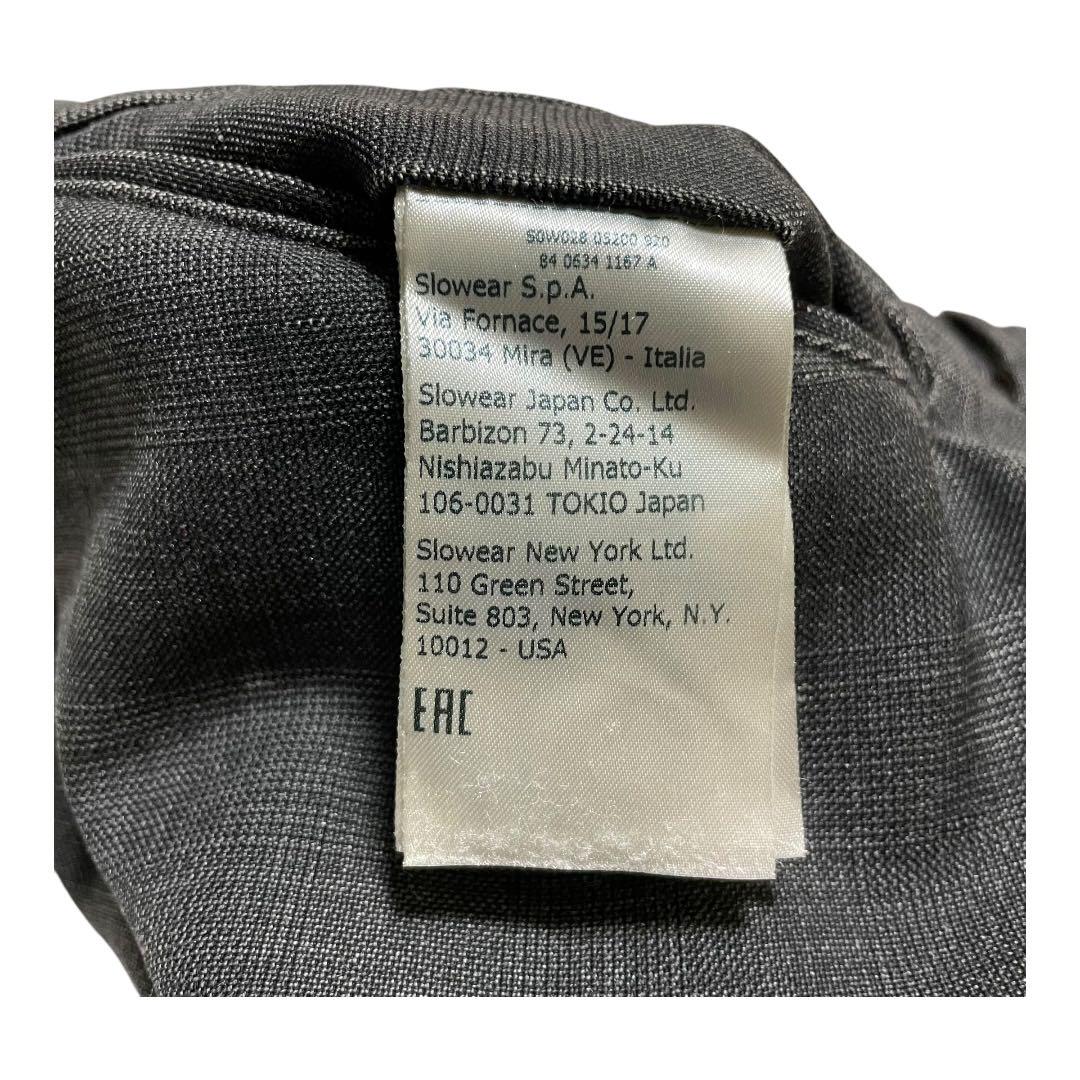 S0W028 05200 920
84 0634 1167 A
Slowear S.p.A.
Via Fornace, 15/17
30034 Mira (VE) - Italia
Slowear Japan Co. Ltd.
Barbizon 73, 2-24-14
Nishiazabu Minato-Ku
106-0031 TOKIO Japan
Slowear New York Ltd.
110 Green Street,
Suite 803, New York, N.Y.
10012 - USA
EAC